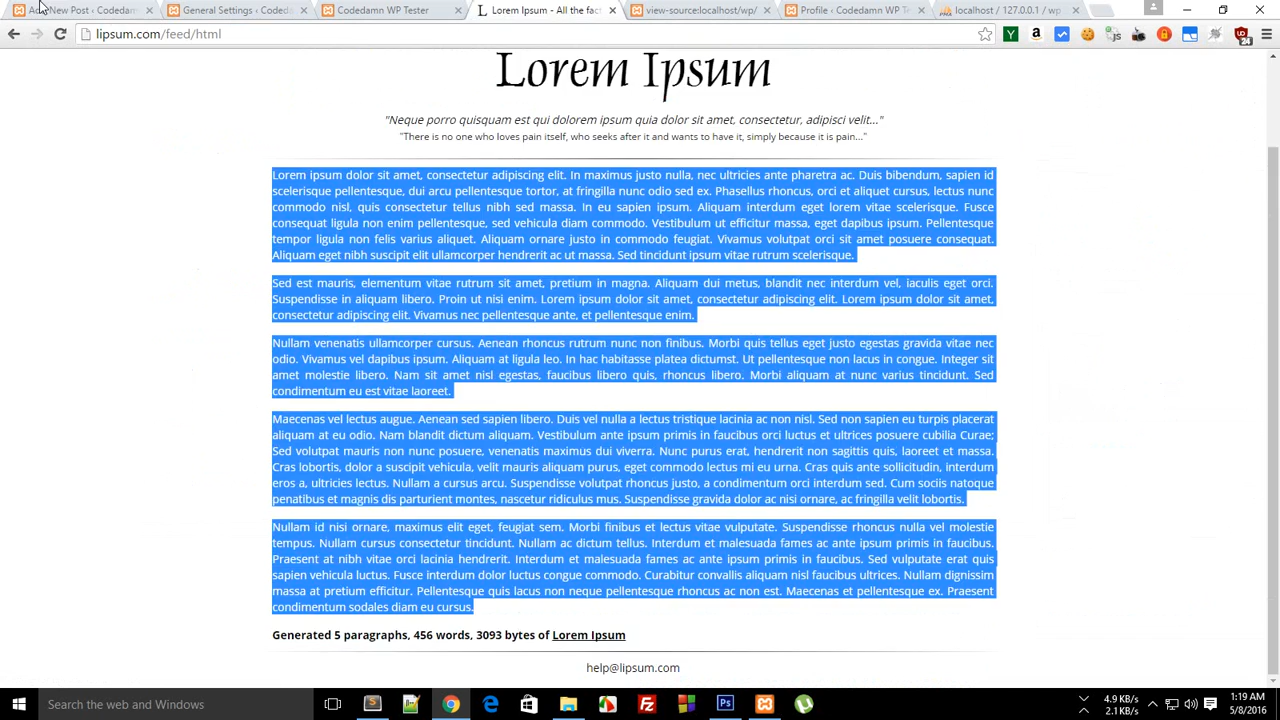 Add New Post ‹ Codedam
General Settings ‹ Codeda
Codedamn WP Tester
Lorem Ipsum - All the fact
view-source:localhost/wp/
Profile ‹ Codedamn WP Te
localhost / 127.0.0.1 / wp
lipsum.com/feed/html
Lorem Ipsum
"Neque porro quisquam est qui dolorem ipsum quia dolor sit amet, consectetur, adipisci velit..."
"There is no one who loves pain itself, who seeks after it and wants to have it, simply because it is pain..."
Lorem ipsum dolor sit amet, consectetur adipiscing elit. In maximus justo nulla, nec ultricies ante pharetra ac. Duis bibendum, sapien id
scelerisque pellentesque, dui arcu pellentesque tortor, at fringilla nunc odio sed ex. Phasellus rhoncus, orci et aliquet cursus, lectus nunc
commodo nisl, quis consectetur tellus nibh sed massa. In eu sapien ipsum. Aliquam interdum eget lorem vitae scelerisque. Fusce
consequat ligula non enim pellentesque, sed vehicula diam commodo. Vestibulum ut efficitur massa, eget dapibus ipsum. Pellentesque
tempor ligula non felis varius aliquet. Aliquam ornare justo in commodo feugiat. Vivamus volutpat orci sit amet posuere consequat.
Aliquam eget nibh suscipit elit ullamcorper hendrerit ac ut massa. Sed tincidunt ipsum vitae rutrum scelerisque.
Sed est mauris, elementum vitae rutrum sit amet, pretium in magna. Aliquam dui metus, blandit nec interdum vel, iaculis eget orci.
Suspendisse in aliquam libero. Proin ut nisi enim. Lorem ipsum dolor sit amet, consectetur adipiscing elit. Lorem ipsum dolor sit amet,
consectetur adipiscing elit. Vivamus nec pellentesque ante, et pellentesque enim.
Nullam venenatis ullamcorper cursus. Aenean rhoncus rutrum nunc non finibus. Morbi quis tellus eget justo egestas gravida vitae nec
odio. Vivamus vel dapibus ipsum. Aliquam at ligula leo. In hac habitasse platea dictumst. Ut pellentesque non lacus in congue. Integer sit
amet molestie libero. Nam sit amet nisl egestas, faucibus libero quis, rhoncus libero. Morbi aliquam at nunc varius tincidunt. Sed
condimentum eu est vitae laoreet.
Maecenas vel lectus augue. Aenean sed sapien libero. Duis vel nulla a lectus tristique lacinia ac non nisl. Sed non sapien eu turpis placerat
aliquam at eu odio. Nam blandit dictum aliquam. Vestibulum ante ipsum primis in faucibus orci luctus et ultrices posuere cubilia Curae;
Sed volutpat mauris non nunc posuere, venenatis maximus dui viverra. Nunc purus erat, hendrerit non sagittis quis, laoreet et massa.
Cras lobortis, dolor a suscipit vehicula, velit mauris aliquam purus, eget commodo lectus mi eu urna. Cras quis ante sollicitudin, interdum
eros a, ultricies lectus. Nullam a cursus arcu. Suspendisse volutpat rhoncus justo, a condimentum orci interdum sed. Cum sociis natoque
penatibus et magnis dis parturient montes, nascetur ridiculus mus. Suspendisse gravida dolor ac nisi ornare, ac fringilla velit lobortis.
Nullam id nisi ornare, maximus elit eget, feugiat sem. Morbi finibus et lectus vitae vulputate. Suspendisse rhoncus nulla vel molestie
tempus. Nullam cursus consectetur tincidunt. Nullam ac dictum tellus. Interdum et malesuada fames ac ante ipsum primis in faucibus.
Praesent at nibh vitae orci lacinia hendrerit. Interdum et malesuada fames ac ante ipsum primis in faucibus. Sed vulputate erat quis
sapien vehicula luctus. Fusce interdum dolor luctus congue commodo. Curabitur convallis aliquam nisl faucibus ultrices. Nullam dignissim
massa at pretium efficitur. Pellentesque quis lacus non neque pellentesque rhoncus ac non est. Maecenas et pellentesque ex. Praesent
condimentum sodales diam eu cursus.
Generated 5 paragraphs, 456 words, 3093 bytes of Lorem Ipsum
help@lipsum.com
Search the web and Windows
4.9 KB/s
2.1 KB/s
1:19 AM
5/8/2016